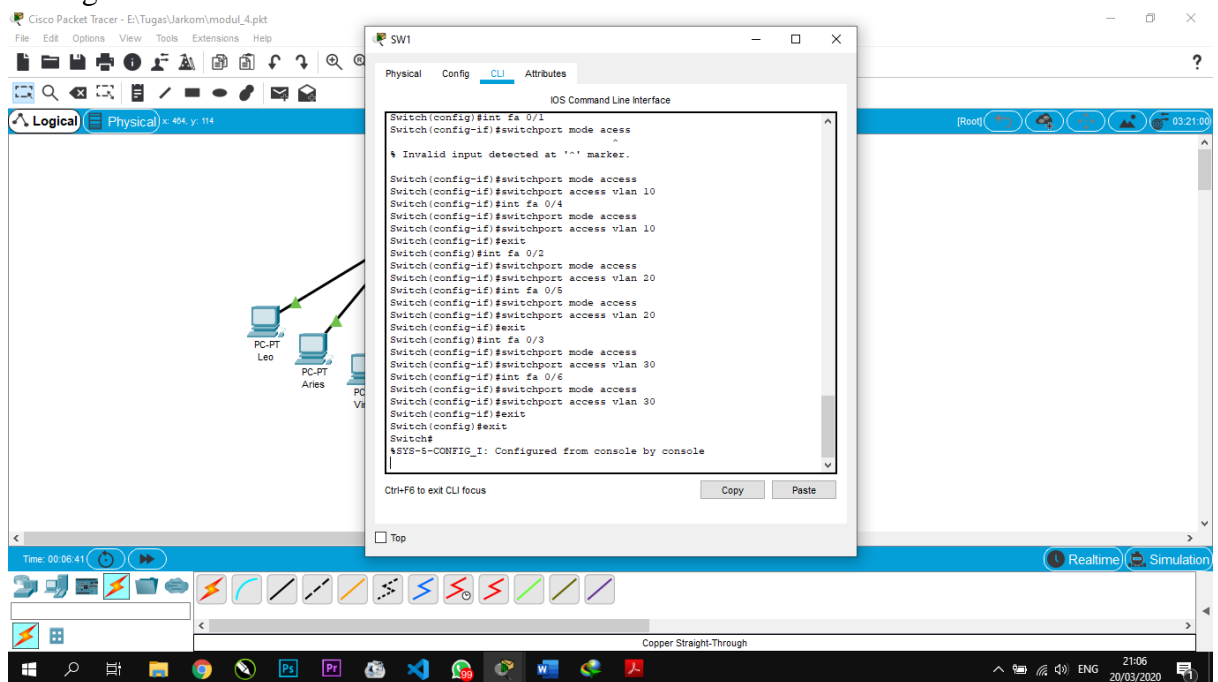 Cisco Packet Tracer - E:\Tugas\Jarkom\modul_4.pkt
File Edit Options View Tools Extensions Help
SW1
Physical Config CLI Attributes
IOS Command Line Interface
Logical
Physical
x: 464, y: 114
[Root]
03:21:00
Switch(config)#int fa 0/1
Switch(config-if)#switchport mode acess
^
% Invalid input detected at '^' marker.
Switch(config-if)#switchport mode access
Switch(config-if)#switchport access vlan 10
Switch(config-if)#int fa 0/4
Switch(config-if)#switchport mode access
Switch(config-if)#switchport access vlan 10
Switch(config-if)#exit
Switch(config)#int fa 0/2
Switch(config-if)#switchport mode access
Switch(config-if)#switchport access vlan 20
Switch(config-if)#int fa 0/5
Switch(config-if)#switchport mode access
Switch(config-if)#switchport access vlan 20
Switch(config-if)#exit
Switch(config)#int fa 0/3
Switch(config-if)#switchport mode access
Switch(config-if)#switchport access vlan 30
Switch(config-if)#int fa 0/6
Switch(config-if)#switchport mode access
Switch(config-if)#switchport access vlan 30
Switch(config-if)#exit
Switch(config)#exit
Switch#
%SYS-5-CONFIG_I: Configured from console by console
PC-PT
Leo
PC-PT
Aries
PC
Vir
Ctrl+F6 to exit CLI focus
Copy
Paste
Top
Time: 00:06:41
Realtime
Simulation
Copper Straight-Through
Ps
Pr
99
ENG
21:06
20/03/2020
1